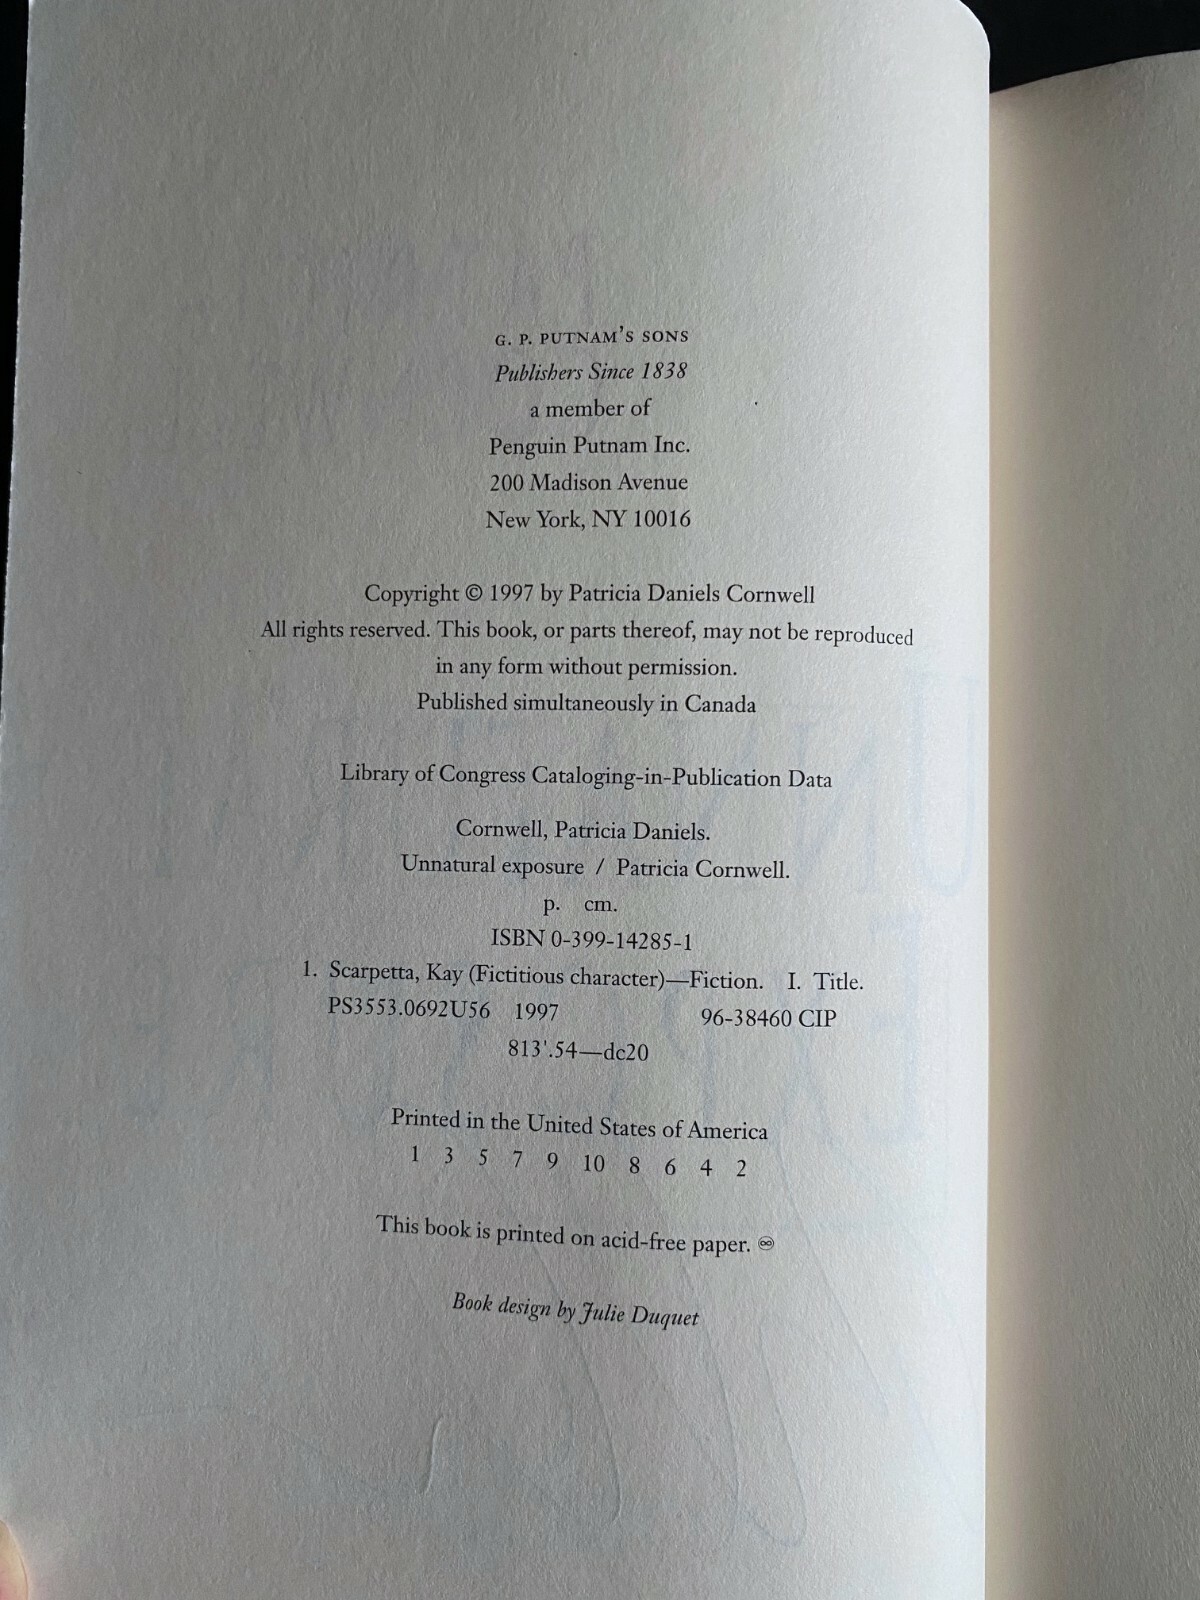 G. P. PUTNAM'S SONS
Publishers Since 1838
a member of
Penguin Putnam Inc.
200 Madison Avenue
New York, NY 10016
Copyright © 1997 by Patricia Daniels Cornwell
All rights reserved. This book, or parts thereof, may not be reproduced
in any form without permission.
Published simultaneously in Canada
Library of Congress Cataloging-in-Publication Data
Cornwell, Patricia Daniels.
Unnatural exposure / Patricia Cornwell.
p. cm.
ISBN 0-399-14285-1
1. Scarpetta, Kay (Fictitious character)—Fiction. I. Title.
PS3553.0692U56 1997 96-38460 CIP
813'.54—dc20
Printed in the United States of America
1 3 5 7 9 10 8 6 4 2
This book is printed on acid-free paper. ♾
Book design by Julie Duquet